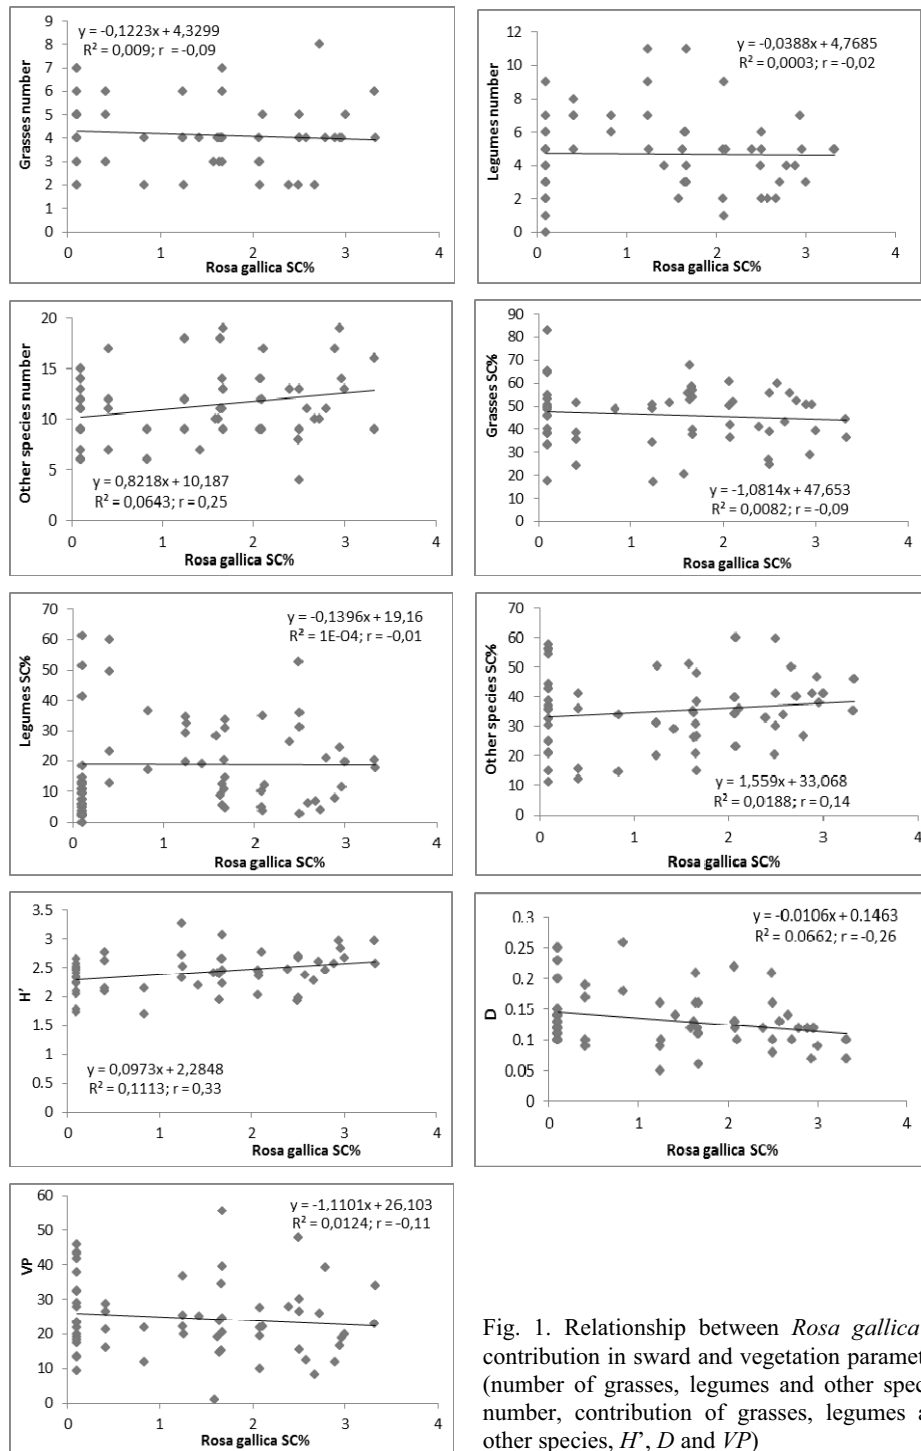 y = -0,1223x + 4,3299
R² = 0,009; r = -0,09
Grasses number
9
8
7
6
5
4
3
2
1
0
0 1 2 3 4
Rosa gallica SC%
y = -0,0388x + 4,7685
R² = 0,0003; r = -0,02
Legumes number
12
10
8
6
4
2
0
0 1 2 3 4
Rosa gallica SC%
Other species number
20
15
10
5
0
y = 0,8218x + 10,187
R² = 0,0643; r = 0,25
0 1 2 3 4
Rosa gallica SC%
Grasses SC%
90
80
70
60
50
40
30
20
10
0
y = -1,0814x + 47,653
R² = 0,0082; r = -0,09
0 1 2 3 4
Rosa gallica SC%
y = -0,1396x + 19,16
R² = 1E-04; r = -0,01
Legumes SC%
70
60
50
40
30
20
10
0
0 1 2 3 4
Rosa gallica SC%
Other species SC%
70
60
50
40
30
20
10
0
y = 1,559x + 33,068
R² = 0,0188; r = 0,14
0 1 2 3 4
Rosa gallica SC%
H'
3.5
3
2.5
2
1.5
1
0.5
0
y = 0,0973x + 2,2848
R² = 0,1113; r = 0,33
0 1 2 3 4
Rosa gallica SC%
y = -0.0106x + 0.1463
R² = 0.0662; r = -0,26
D
0.3
0.25
0.2
0.15
0.1
0.05
0
0 1 2 3 4
Rosa gallica SC%
y = -1,1101x + 26,103
R² = 0,0124; r = -0,11
VP
60
50
40
30
20
10
0
0 1 2 3 4
Rosa gallica SC%
Fig. 1. Relationship between Rosa gallica
contribution in sward and vegetation paramet
(number of grasses, legumes and other spec
number, contribution of grasses, legumes a
other species, H', D and VP)